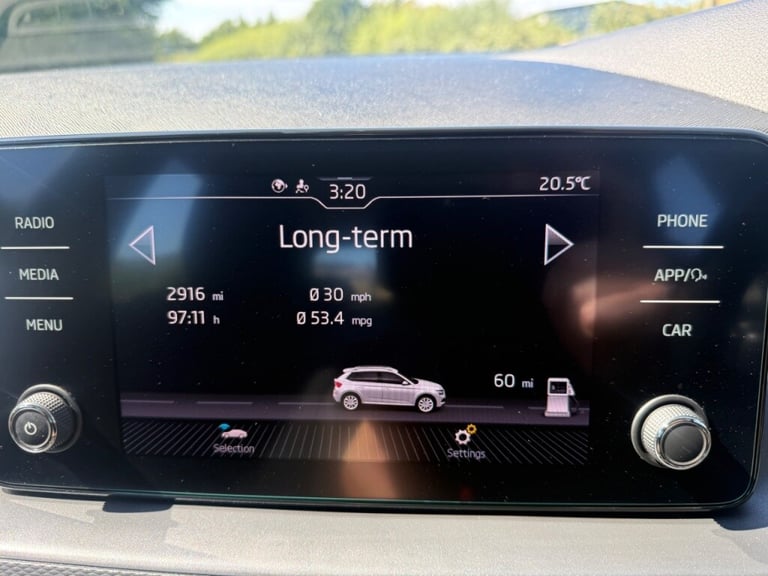 3:20
20.5°C
RADIO
Long-term
PHONE
MEDIA
APP/
2916 mi
Ø 30 mph
97:11 h
Ø 53.4 mpg
MENU
CAR
60 mi
Selection
Settings